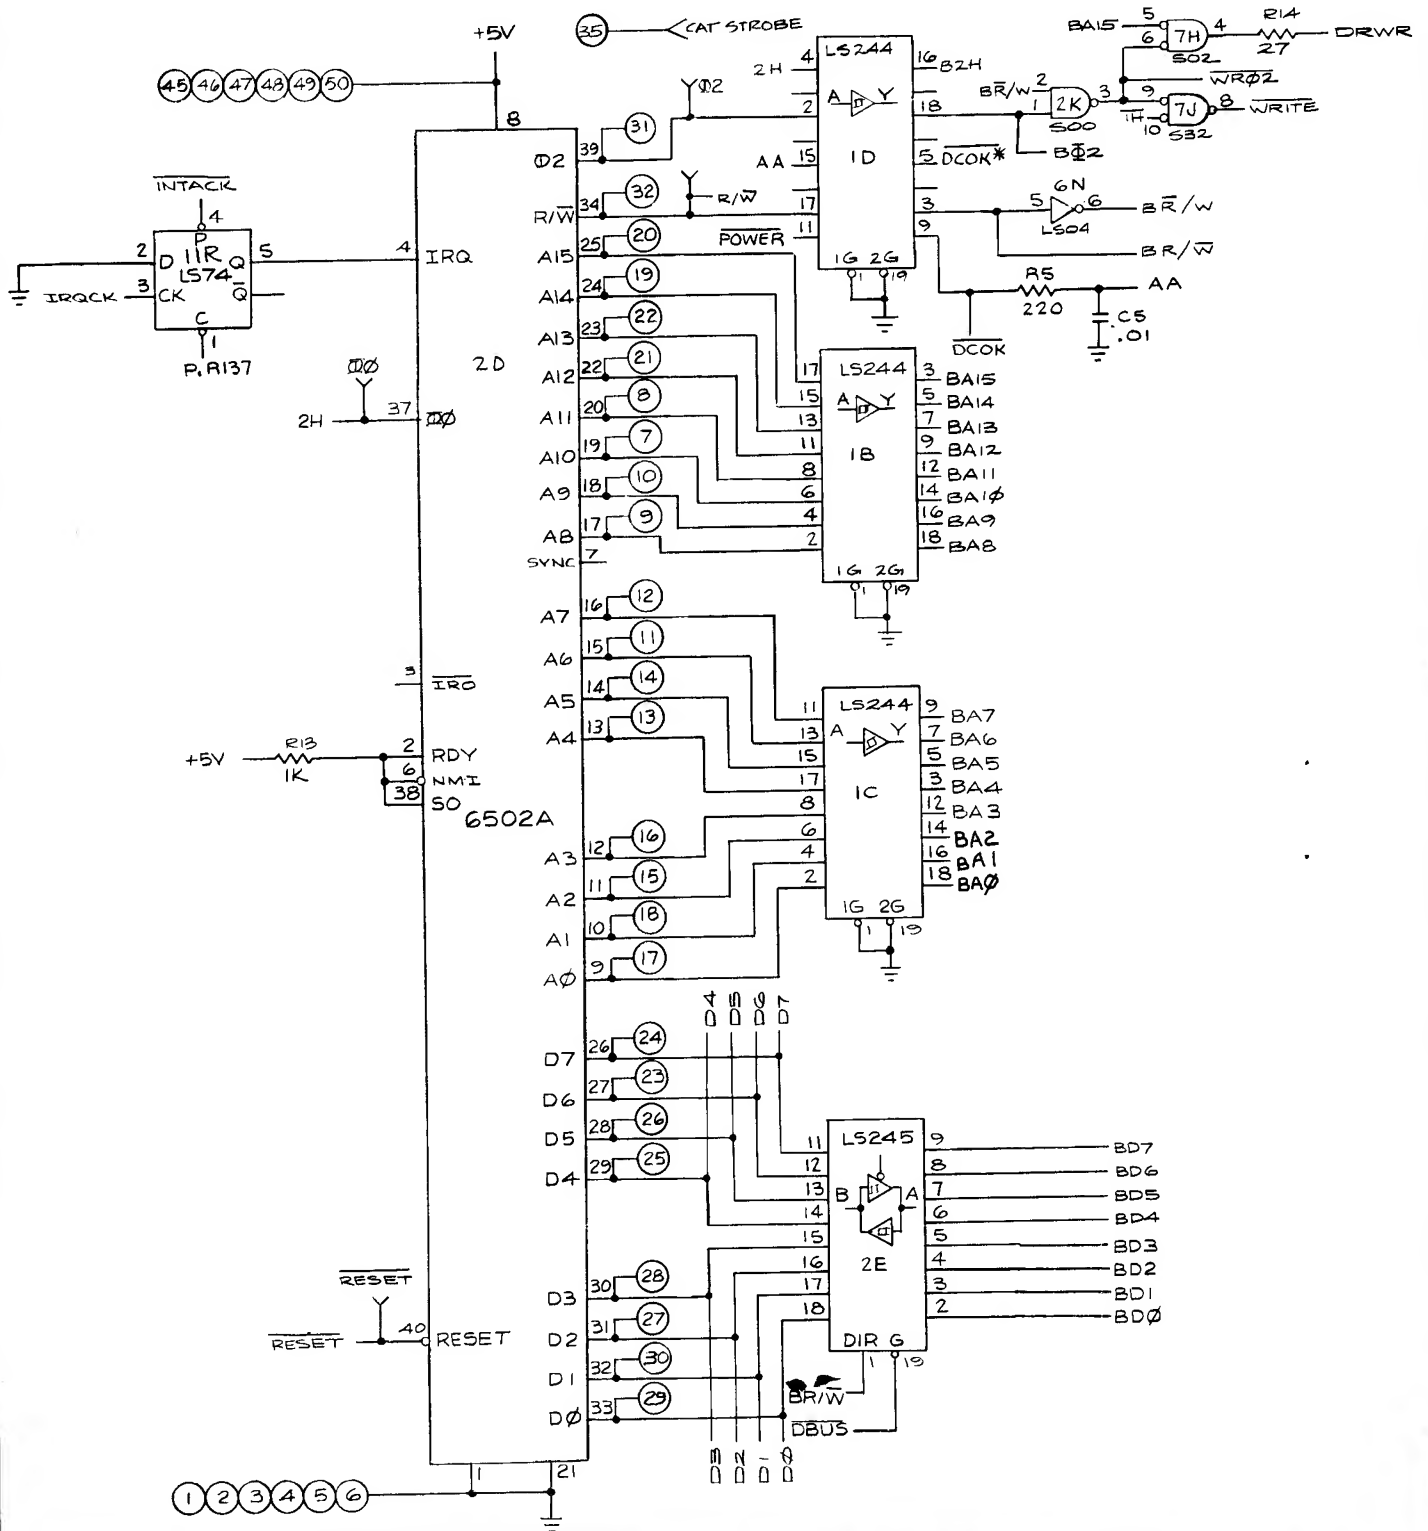 +5V
35 CAT STROBE
45 46 47 48 49 50
8
LS244
4 2H
16 B2H
Φ2
A Y
2
18
1D
AA 15
5 DCOK*
R/W
17
3
POWER 11
9
1G 2G
1 19
BA15 5
6
7H
4
S02
R14
27
DRWR
WRΦ2
BR/W 2
1
2K
3
S00
9
1H
10
7J
8
S32
WRITE
BΦ2
5 6N 6
LS04
BR/W
BR/W
R5
220
AA
C5
.01
DCOK
INTACK
4
P
11R
LS74
2 D
Q 5
IRQCK 3 CK
Q
C
1
P.R137
4 IRQ
Φ2 39 31
R/W 34 32
A15 25 20
A14 24 19
A13 23 22
A12 22 21
A11 20 8
A10 19 7
A9 18 10
A8 17 9
SYNC 7
2D
ΦØ
2H 37 ΦØ
LS244
A Y
1B
17 3 BA15
15 5 BA14
13 7 BA13
11 9 BA12
8 12 BA11
6 14 BA1Ø
4 16 BA9
2 18 BA8
1G 2G
1 19
A7 16 12
A6 15 11
A5 14 14
A4 13 13
3 IRQ
+5V R13
1K
2 RDY
6 NMI
38 SO
6502A
LS244
A Y
1C
11 9 BA7
13 7 BA6
15 5 BA5
17 3 BA4
8 12 BA3
6 14 BA2
4 16 BA1
2 18 BAØ
1G 2G
1 19
A3 12 16
A2 11 15
A1 10 18
AØ 9 17
D4 D5 D6 D7
D7 26 24
D6 27 23
D5 28 26
D4 29 25
LS245
B A
2E
11 9 BD7
12 8 BD6
13 7 BD5
14 6 BD4
15 5 BD3
16 4 BD2
17 3 BD1
18 2 BDØ
DIR G
1 19
BR/W
DBUS
D3 30 28
D2 31 27
D1 32 30
DØ 33 29
RESET
RESET 40 RESET
D3 D2 D1 DØ
1 21
1 2 3 4 5 6